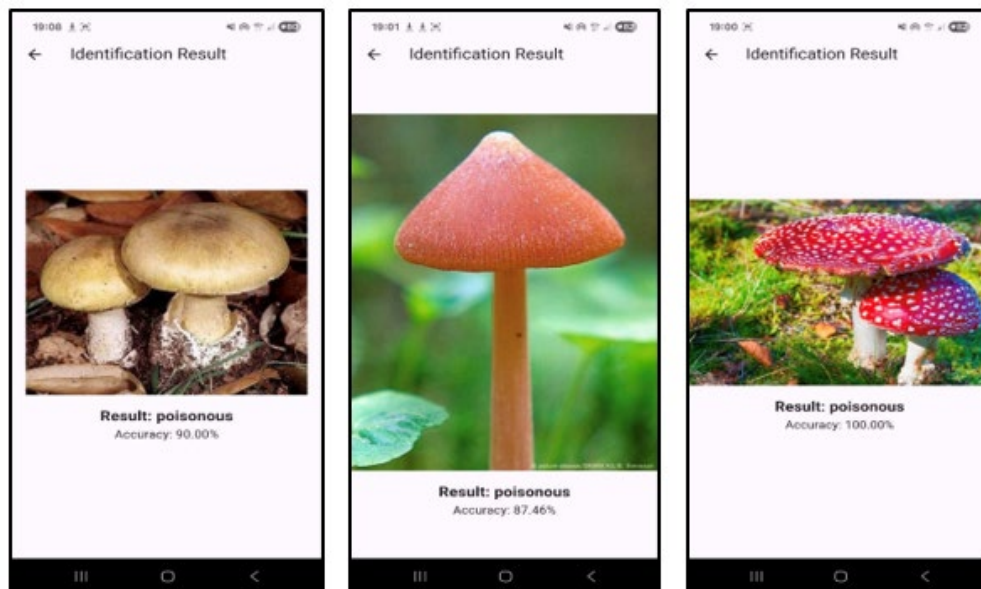 19:08
Identification Result
Result: poisonous
Accuracy: 90.00%
19:01
Identification Result
Result: poisonous
Accuracy: 87.46%
19:00
Identification Result
Result: poisonous
Accuracy: 100.00%